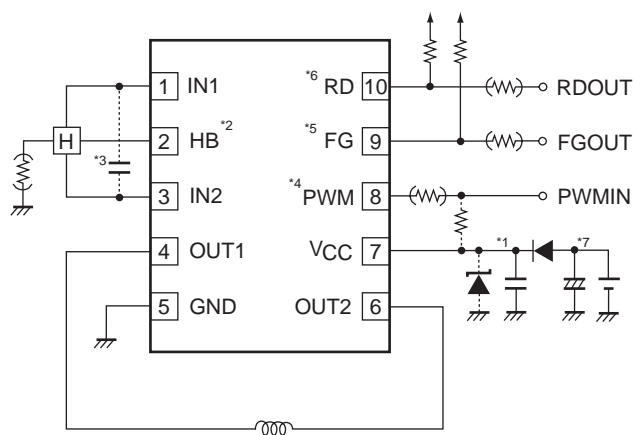 1 IN1
*6 RD 10
RDOUT
H
2 HB*2
*3
*5 FG 9
FGOUT
3 IN2
*4 PWM 8
PWMIN
4 OUT1
VCC 7
*1
*7
5 GND
OUT2 6